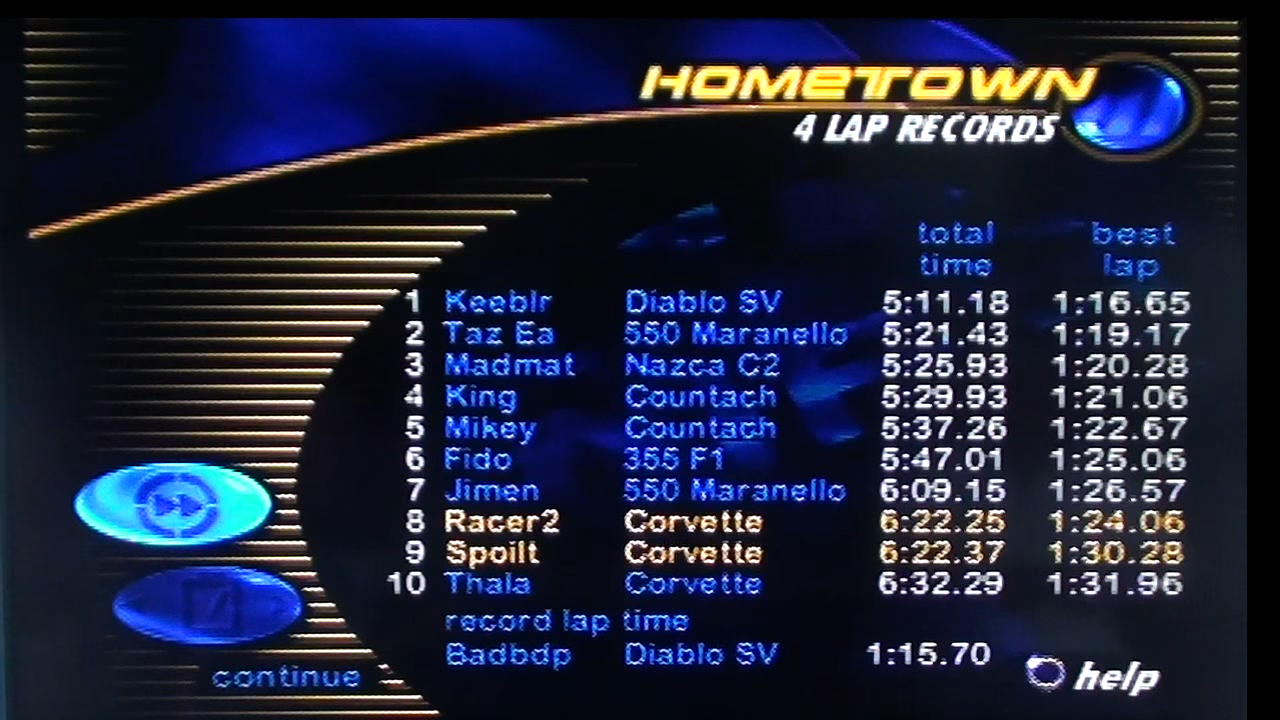 HOMETOWN
4 LAP RECORDS
total best
time lap
1 Keeblr Diablo SV 5:11.18 1:16.65
2 Taz Ea 550 Maranello 5:21.43 1:19.17
3 Madmat Nazca C2 5:25.93 1:20.28
4 King Countach 5:29.93 1:21.06
5 Mikey Countach 5:37.26 1:22.67
6 Fido 355 F1 5:47.01 1:25.06
7 Jimen 550 Maranello 6:09.15 1:26.57
8 Racer2 Corvette 6:22.25 1:24.06
9 Spoilt Corvette 6:22.37 1:30.28
10 Thala Corvette 6:32.29 1:31.96
record lap time
Badbdp Diablo SV 1:15.70
continue
help